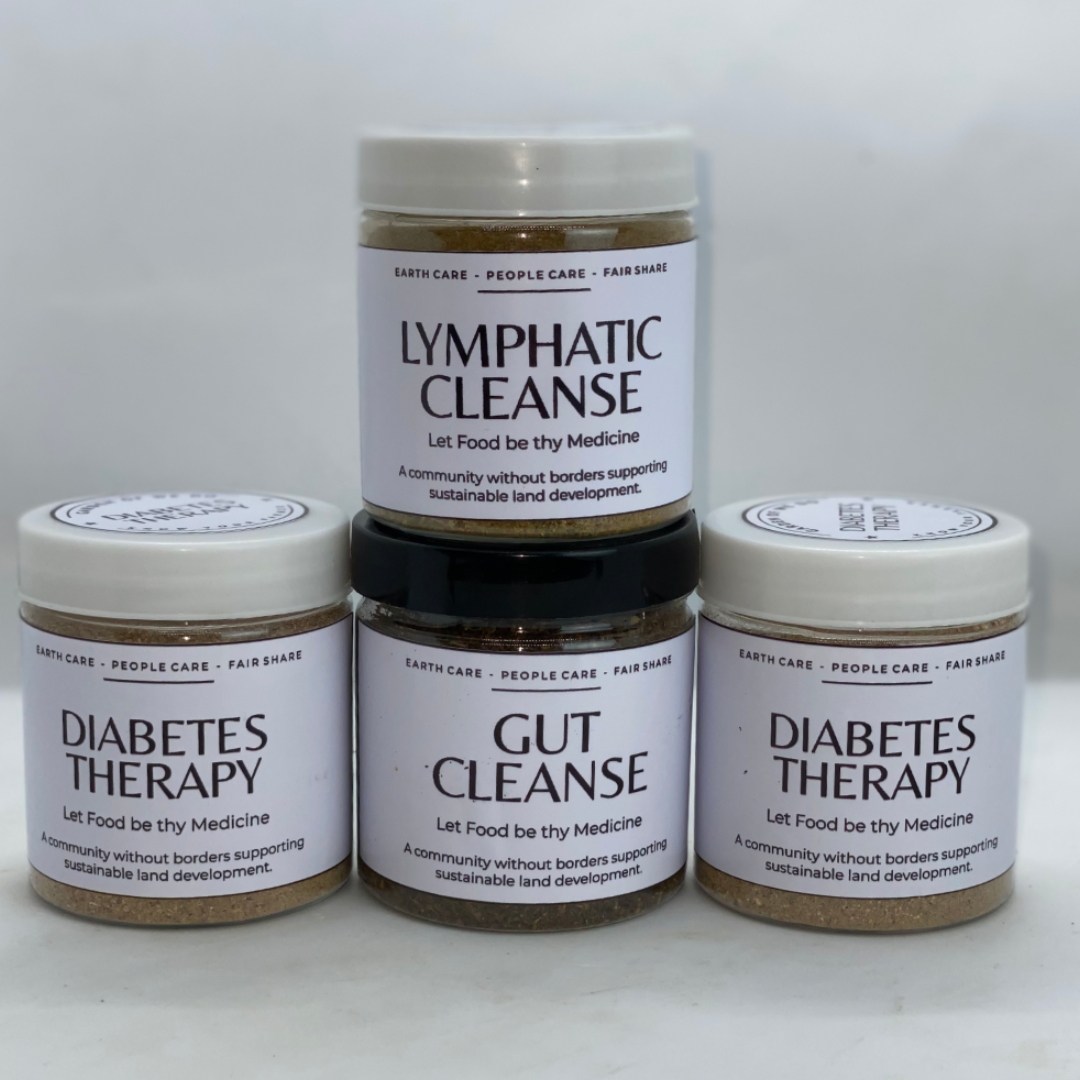 EARTH CARE - PEOPLE CARE - FAIR SHARE
LYMPHATIC
CLEANSE
Let Food be thy Medicine
A community without borders supporting
sustainable land development.
DIABETES
THERAPY
EARTH CARE - PEOPLE CARE - FAIR SHARE
DIABETES
THERAPY
Let Food be thy Medicine
A community without borders supporting
sustainable land development.
EARTH CARE - PEOPLE CARE - FAIR SHARE
GUT
CLEANSE
Let Food be thy Medicine
A community without borders supporting
sustainable land development.
DIABETES
THERAPY
EARTH CARE - PEOPLE CARE - FAIR SHARE
DIABETES
THERAPY
Let Food be thy Medicine
A community without borders supporting
sustainable land development.